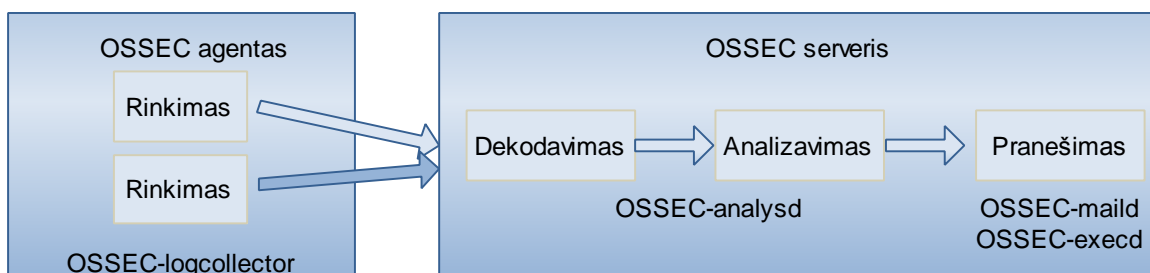 OSSEC agentas
Rinkimas
Rinkimas
OSSEC-logcollector
OSSEC serveris
Dekodavimas
Analizavimas
Pranešimas
OSSEC-analysd
OSSEC-maild
OSSEC-execd